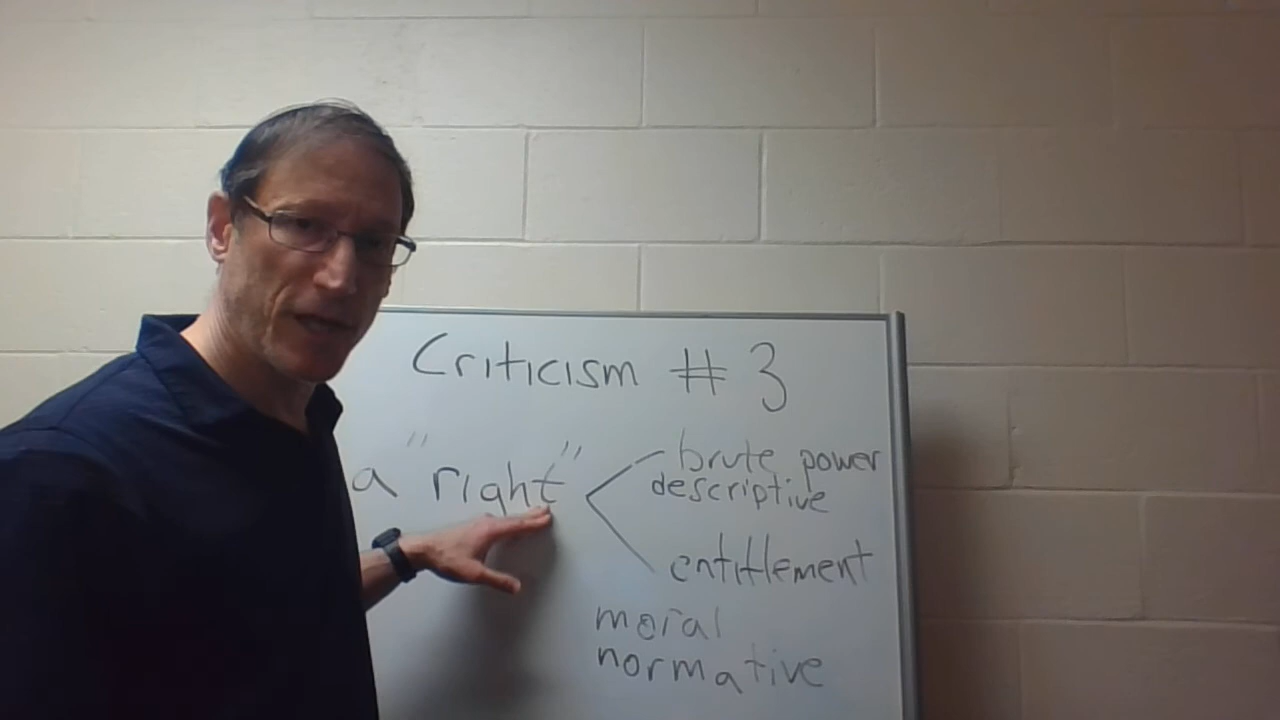 Criticism # 3
a "right"
brute power
descriptive
entitlement
moral
normative